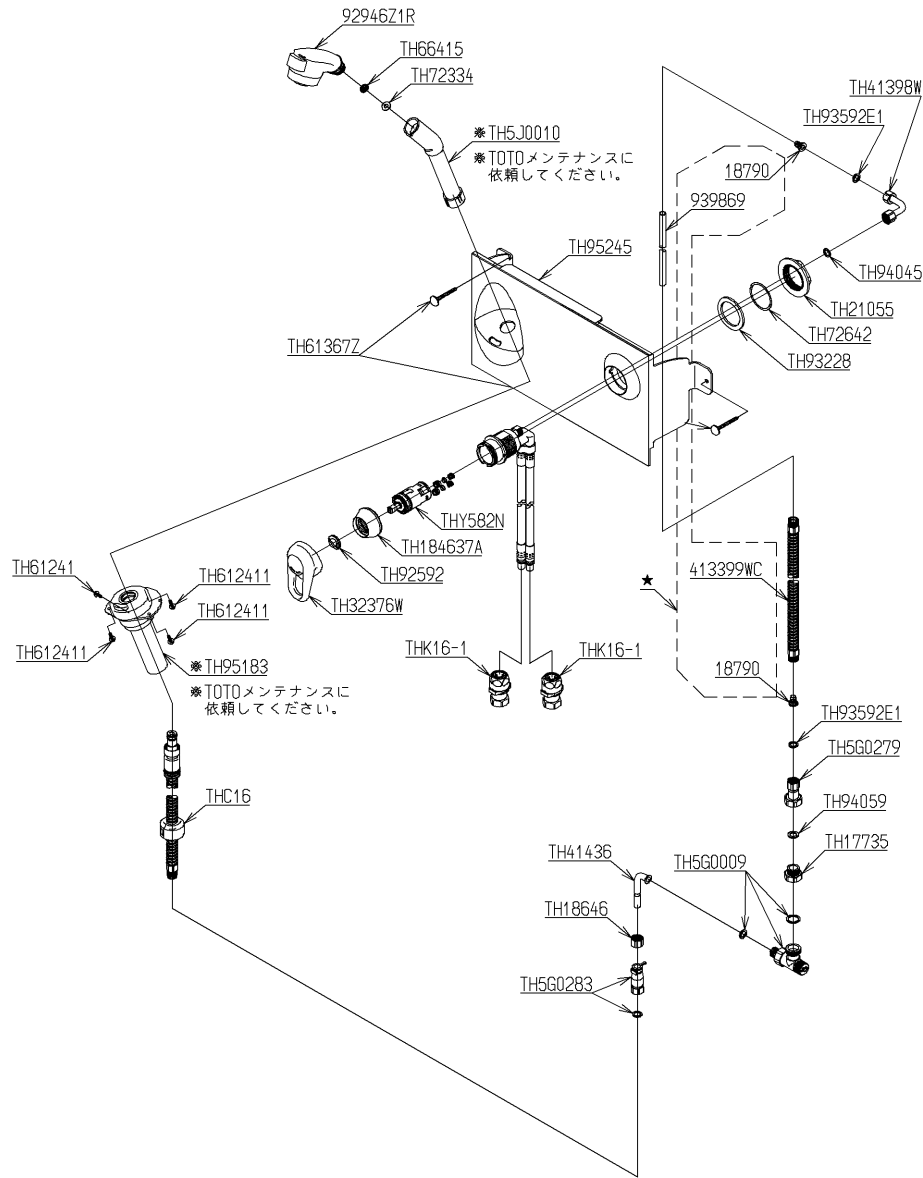 92946Z1R
TH66415
TH72334
※TH5J0010
※TOTOメンテナンスに
依頼してください。
TH41398W
TH93592E1
18790
939869
TH95245
TH94045
TH21055
TH72642
TH93228
TH61367Z
THY582N
TH184637A
TH92592
TH32376W
TH61241
TH612411
TH612411
TH612411
※TH95183
※TOTOメンテナンスに
依頼してください。
★
413399WC
THK16-1
THK16-1
18790
TH93592E1
TH5G0279
TH94059
TH17735
THC16
TH41436
TH5G0009
TH18646
TH5G0283